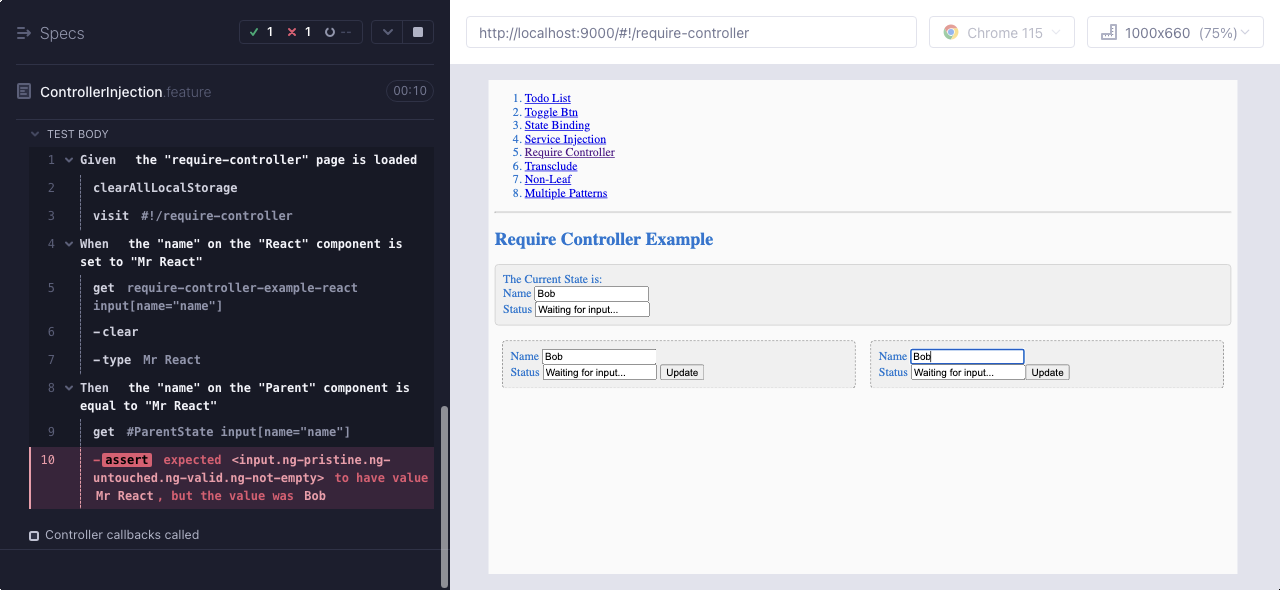 Specs
1 1 --
ControllerInjection.feature 00:10
TEST BODY
1 Given the "require-controller" page is loaded
2 clearAllLocalStorage
3 visit #!/require-controller
4 When the "name" on the "React" component is
set to "Mr React"
5 get require-controller-example-react
input[name="name"]
6 -clear
7 -type Mr React
8 Then the "name" on the "Parent" component is
equal to "Mr React"
9 get #ParentState input[name="name"]
10 -assert expected <input.ng-pristine.ng-
untouched.ng-valid.ng-not-empty> to have value
Mr React, but the value was Bob
Controller callbacks called
http://localhost:9000/#!/require-controller
Chrome 115
1000x660 (75%)
1. Todo List
2. Toggle Btn
3. State Binding
4. Service Injection
5. Require Controller
6. Transclude
7. Non-Leaf
8. Multiple Patterns
Require Controller Example
The Current State is:
Name Bob
Status Waiting for input...
Name Bob
Status Waiting for input... Update
Name Bob
Status Waiting for input... Update